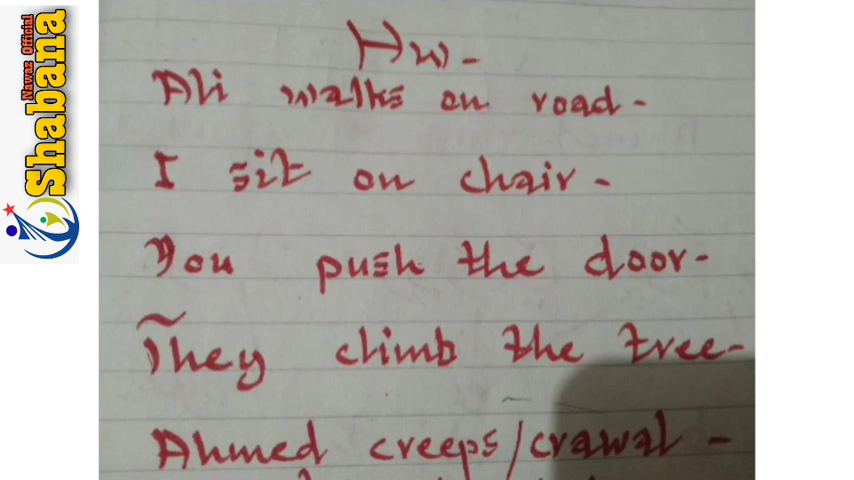 Shabana
Nawaz Official
Hw-
Ali walks on road-
I sit on chair-
You push the door-
They climb the tree-
Ahmed creeps/crawal-